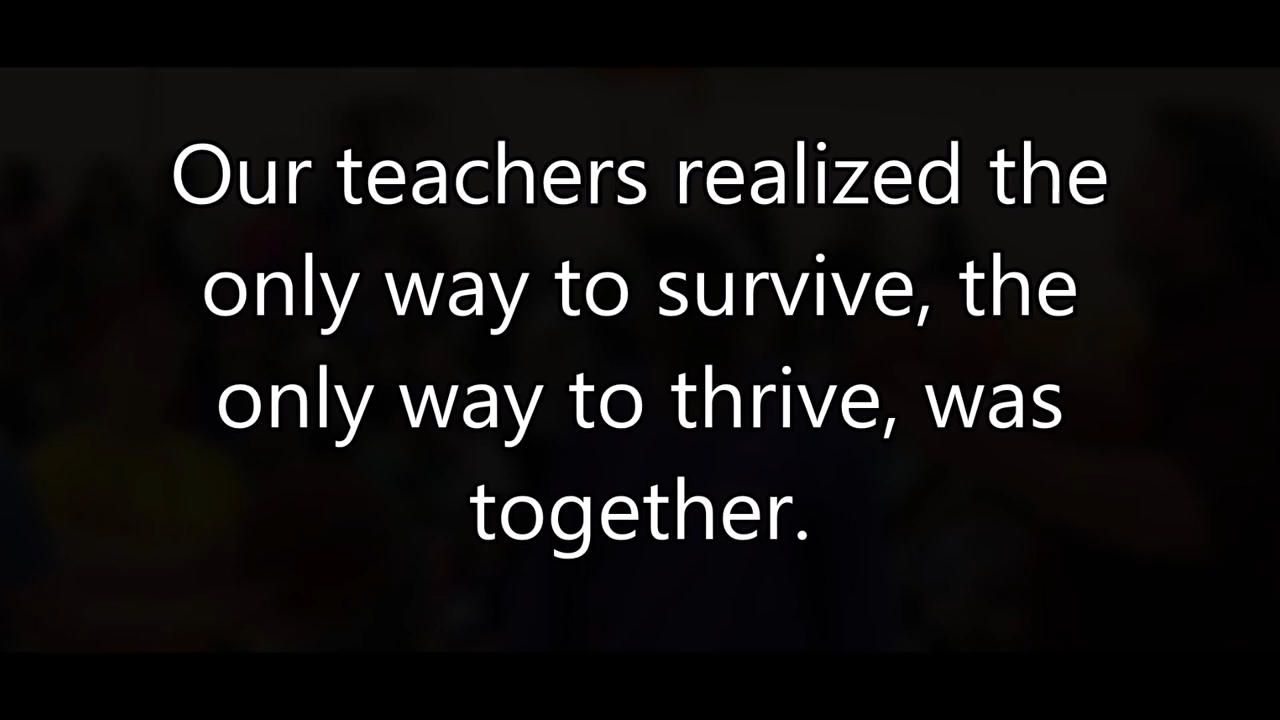 Our teachers realized the
only way to survive, the
only way to thrive, was
together.